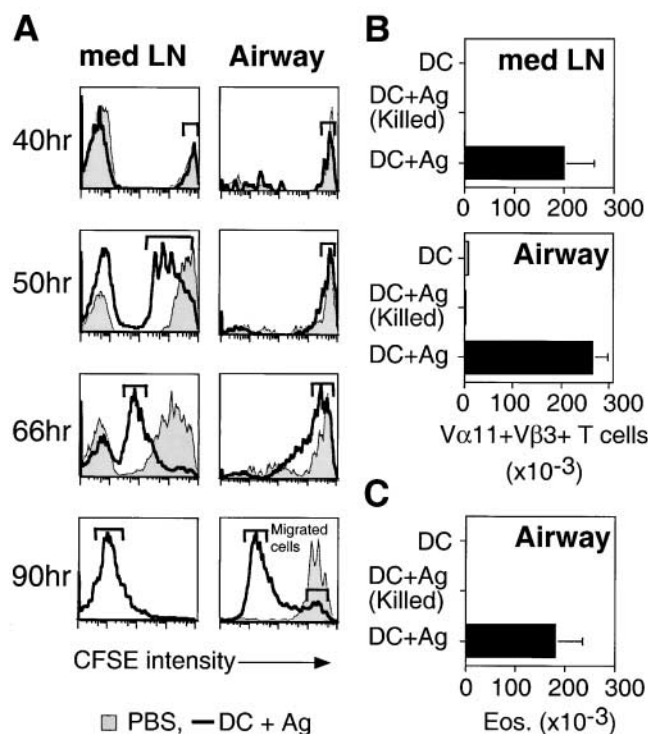 A
med LN
Airway
40hr
50hr
66hr
90hr
Migrated
cells
CFSE intensity
PBS, DC + Ag
B
med LN
DC
DC+Ag
(Killed)
DC+Ag
0 100 200 300
Airway
DC
DC+Ag
(Killed)
DC+Ag
0 100 200 300
Vα11+Vβ3+ T cells
(x10-3)
C
Airway
DC
DC+Ag
(Killed)
DC+Ag
0 100 200 300
Eos. (x10-3)